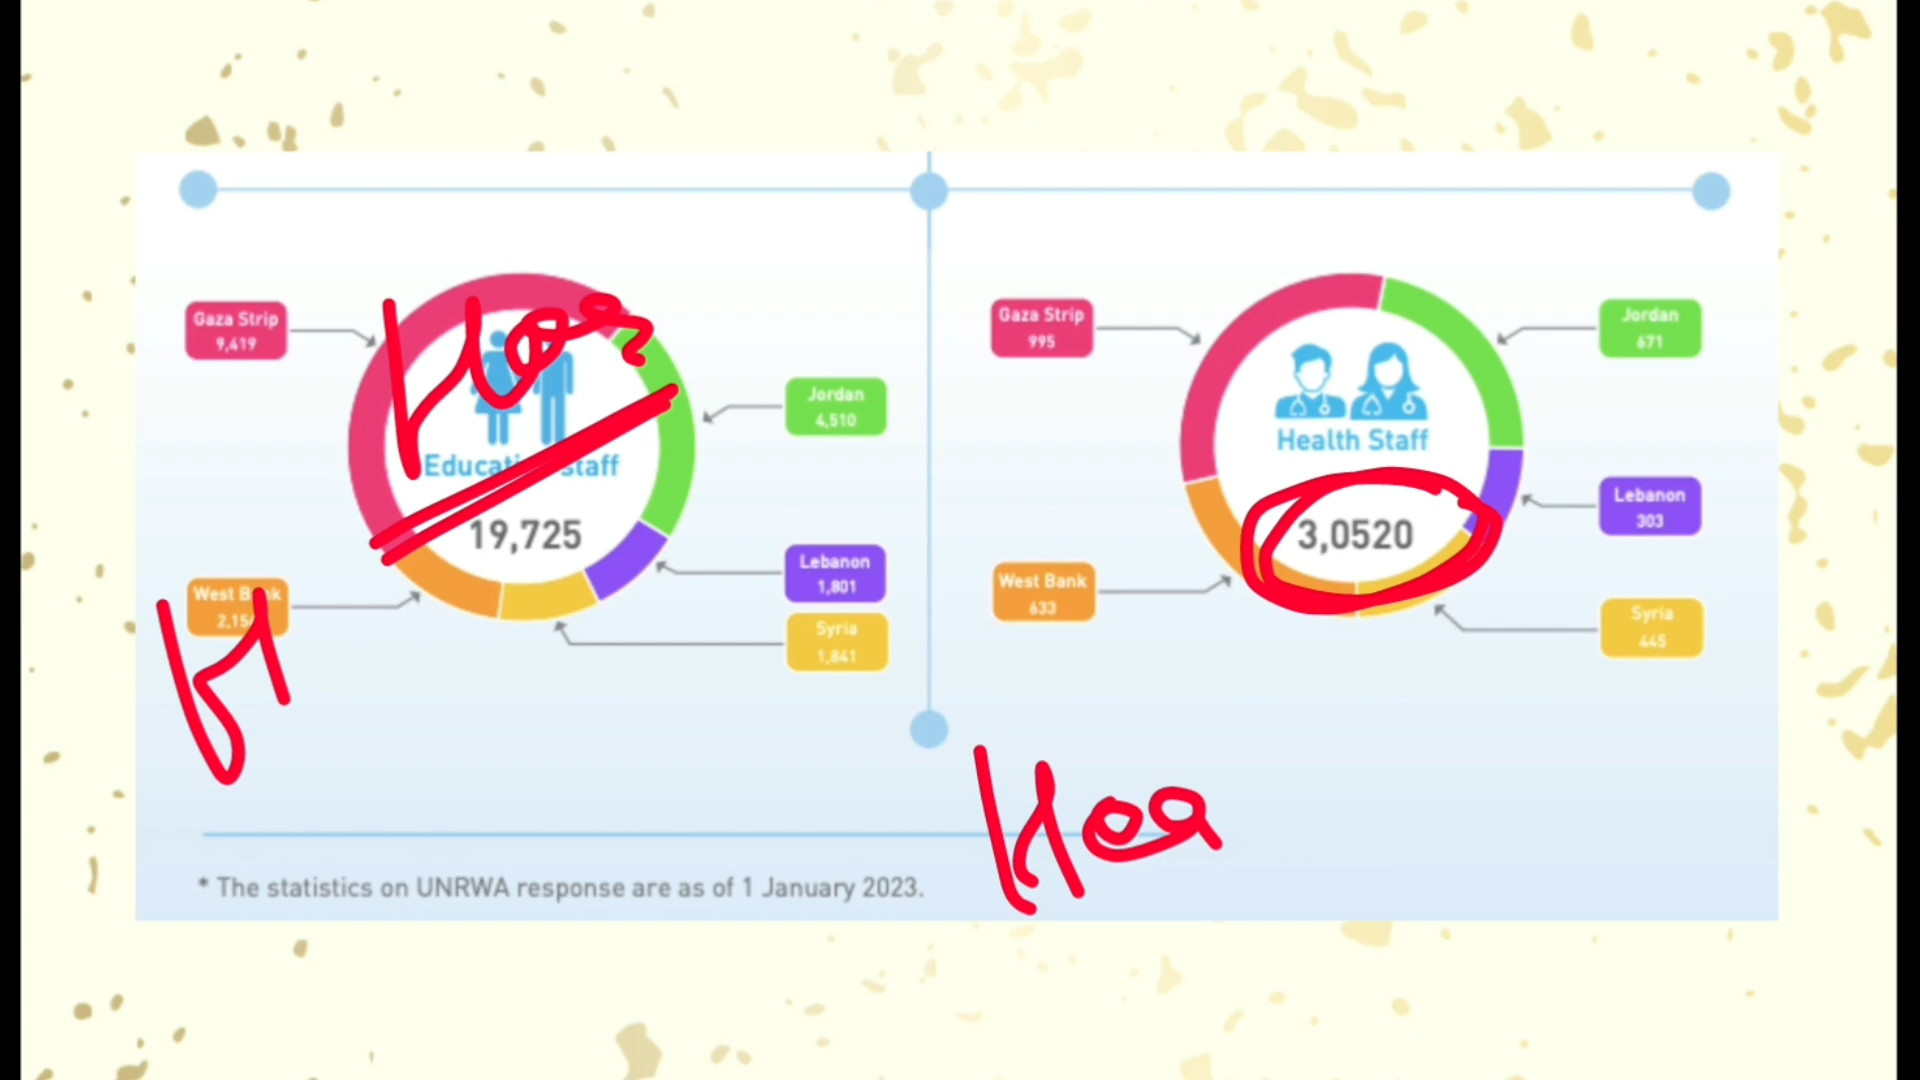 Gaza Strip
9,419
Jordan
4,510
Education Staff
19,725
Lebanon
1,801
West Bank
Syria
1,841
Gaza Strip
995
Jordan
671
Health Staff
3,0520
Lebanon
303
West Bank
633
Syria
445
* The statistics on UNRWA response are as of 1 January 2023.